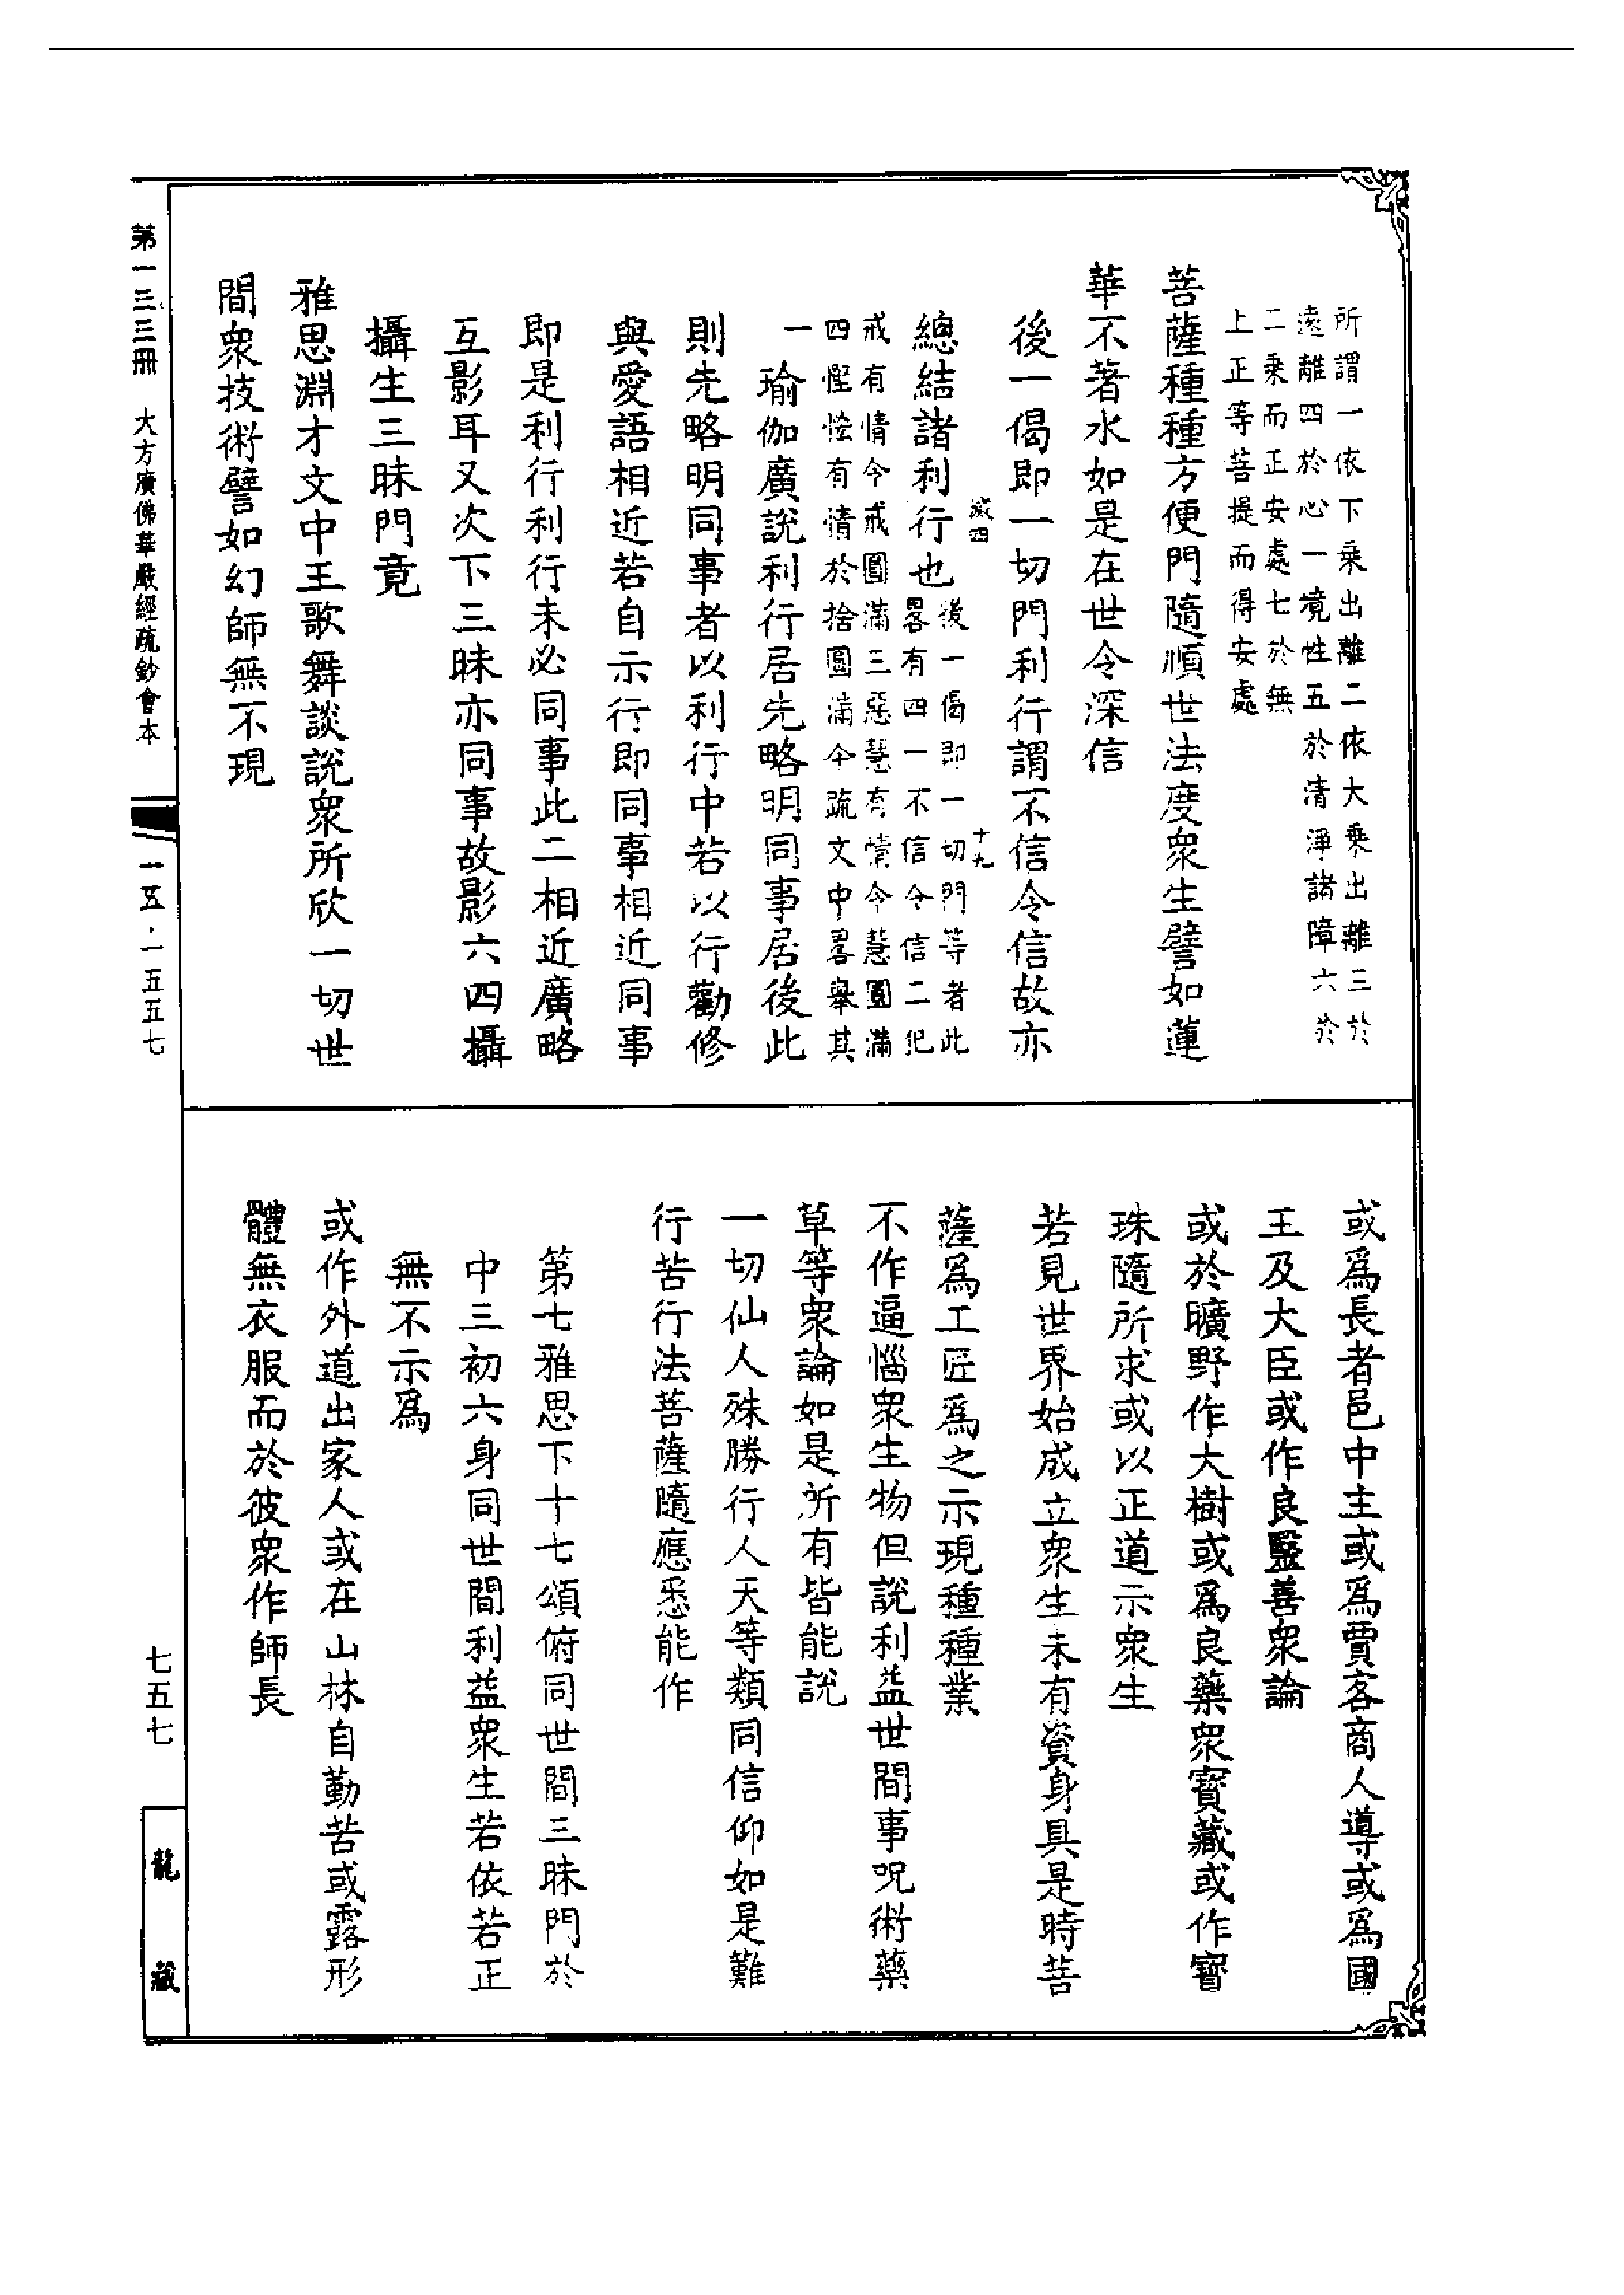 所謂一依下乘出離二依大乘出離三於
遠離四於心一境性五於清淨諸障六於
二乘而正安處七於無
上正等菩提而得安處
菩薩種種方便門隨順世法度衆生譬如蓮
華不著水如是在世令深信
後一偈即一切門利行謂不信令信故亦
總結諸利行也
後一偈即一切門等者此
畧有四一不信令信二犯
戒有情令戒圓滿三惡慧有情令慧圓滿
四慳悋有情於捨圓滿今疏文中畧舉其
一
瑜伽廣說利行居先略明同事居後此
則先略明同事者以利行中若以行勸修
與愛語相近若自示行即同事相近同事
即是利行利行未必同事此二相近廣略
互影耳又次下三昧亦同事故影六四攝
攝生三昧門竟
雅思淵才文中王歌舞談說衆所欣一切世
間衆技術譬如幻師無不現
或爲長者邑中主或爲賈客商人導或爲國
王及大臣或作良毉善衆論
或於曠野作大樹或爲良藥衆寳藏或作寳
珠隨所求或以正道示衆生
若見世界始成立衆生未有資身具是時菩
薩爲工匠爲之示現種種業
不作逼惱衆生物但說利益世間事呪術藥
草等衆論如是所有皆能說
一切仙人殊勝行人天等類同信仰如是難
行苦行法菩薩隨應悉能作
第七雅思下十七頌俯同世間三昧門於
中三初六身同世間利益衆生若依若正
無不示爲
或作外道出家人或在山林自勤苦或露形
體無衣服而於彼衆作師長
第一三三冊 大方廣佛華嚴經疏鈔會本
一五·一五五七
七五七
龍藏
十九